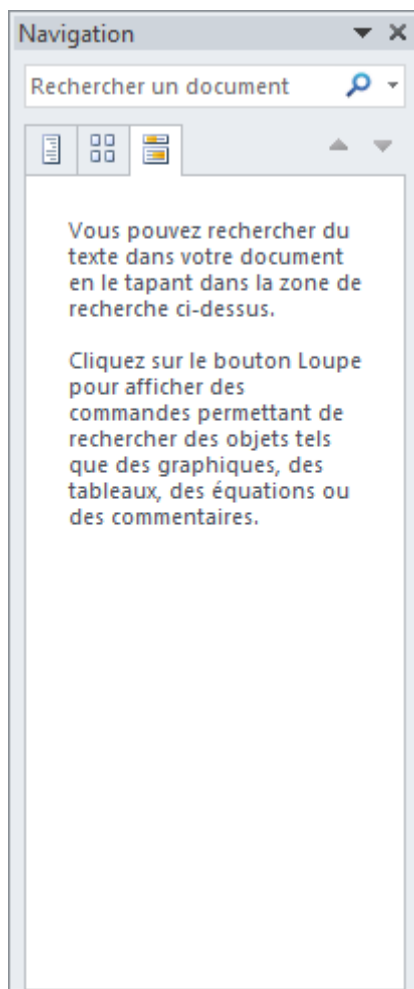 Navigation
Rechercher un document
Vous pouvez rechercher du
texte dans votre document
en le tapant dans la zone de
recherche ci-dessus.
Cliquez sur le bouton Loupe
pour afficher des
commandes permettant de
rechercher des objets tels
que des graphiques, des
tableaux, des équations ou
des commentaires.